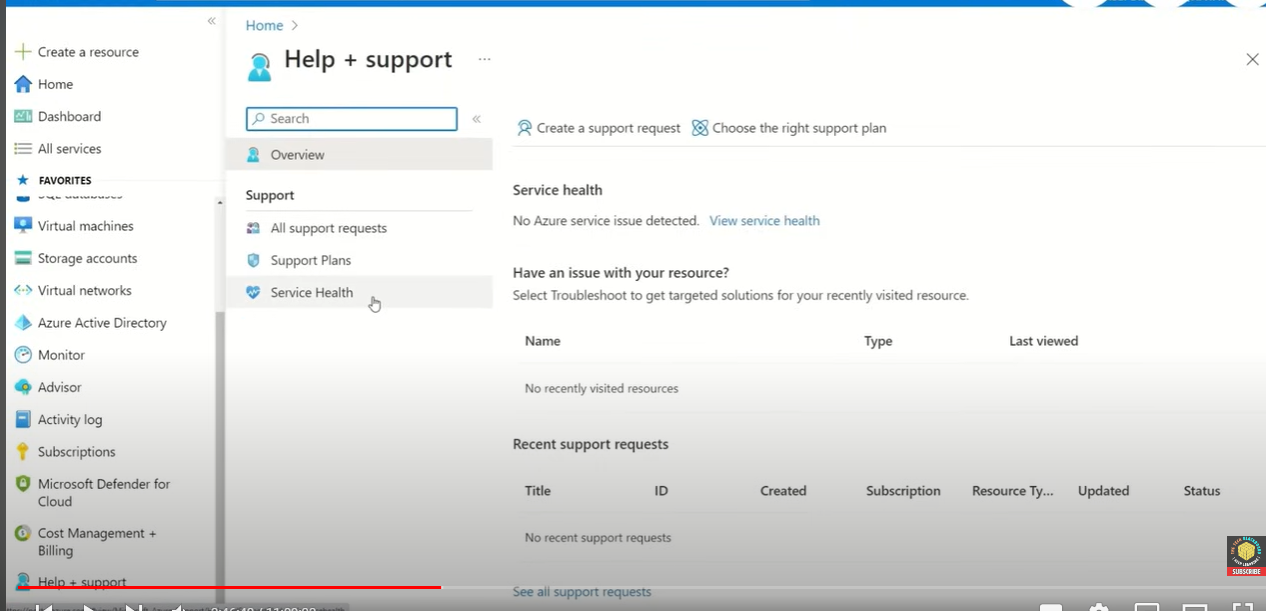 Home >
Help + support
...
Create a resource
Home
Dashboard
All services
FAVORITES
SQL databases
Virtual machines
Storage accounts
Virtual networks
Azure Active Directory
Monitor
Advisor
Activity log
Subscriptions
Microsoft Defender for
Cloud
Cost Management +
Billing
Help + support
Search
Overview
Support
All support requests
Support Plans
Service Health
Create a support request
Choose the right support plan
Service health
No Azure service issue detected. View service health
Have an issue with your resource?
Select Troubleshoot to get targeted solutions for your recently visited resource.
Name Type Last viewed
No recently visited resources
Recent support requests
Title ID Created Subscription Resource Ty... Updated Status
No recent support requests
See all support requests
SUBSCRIBE